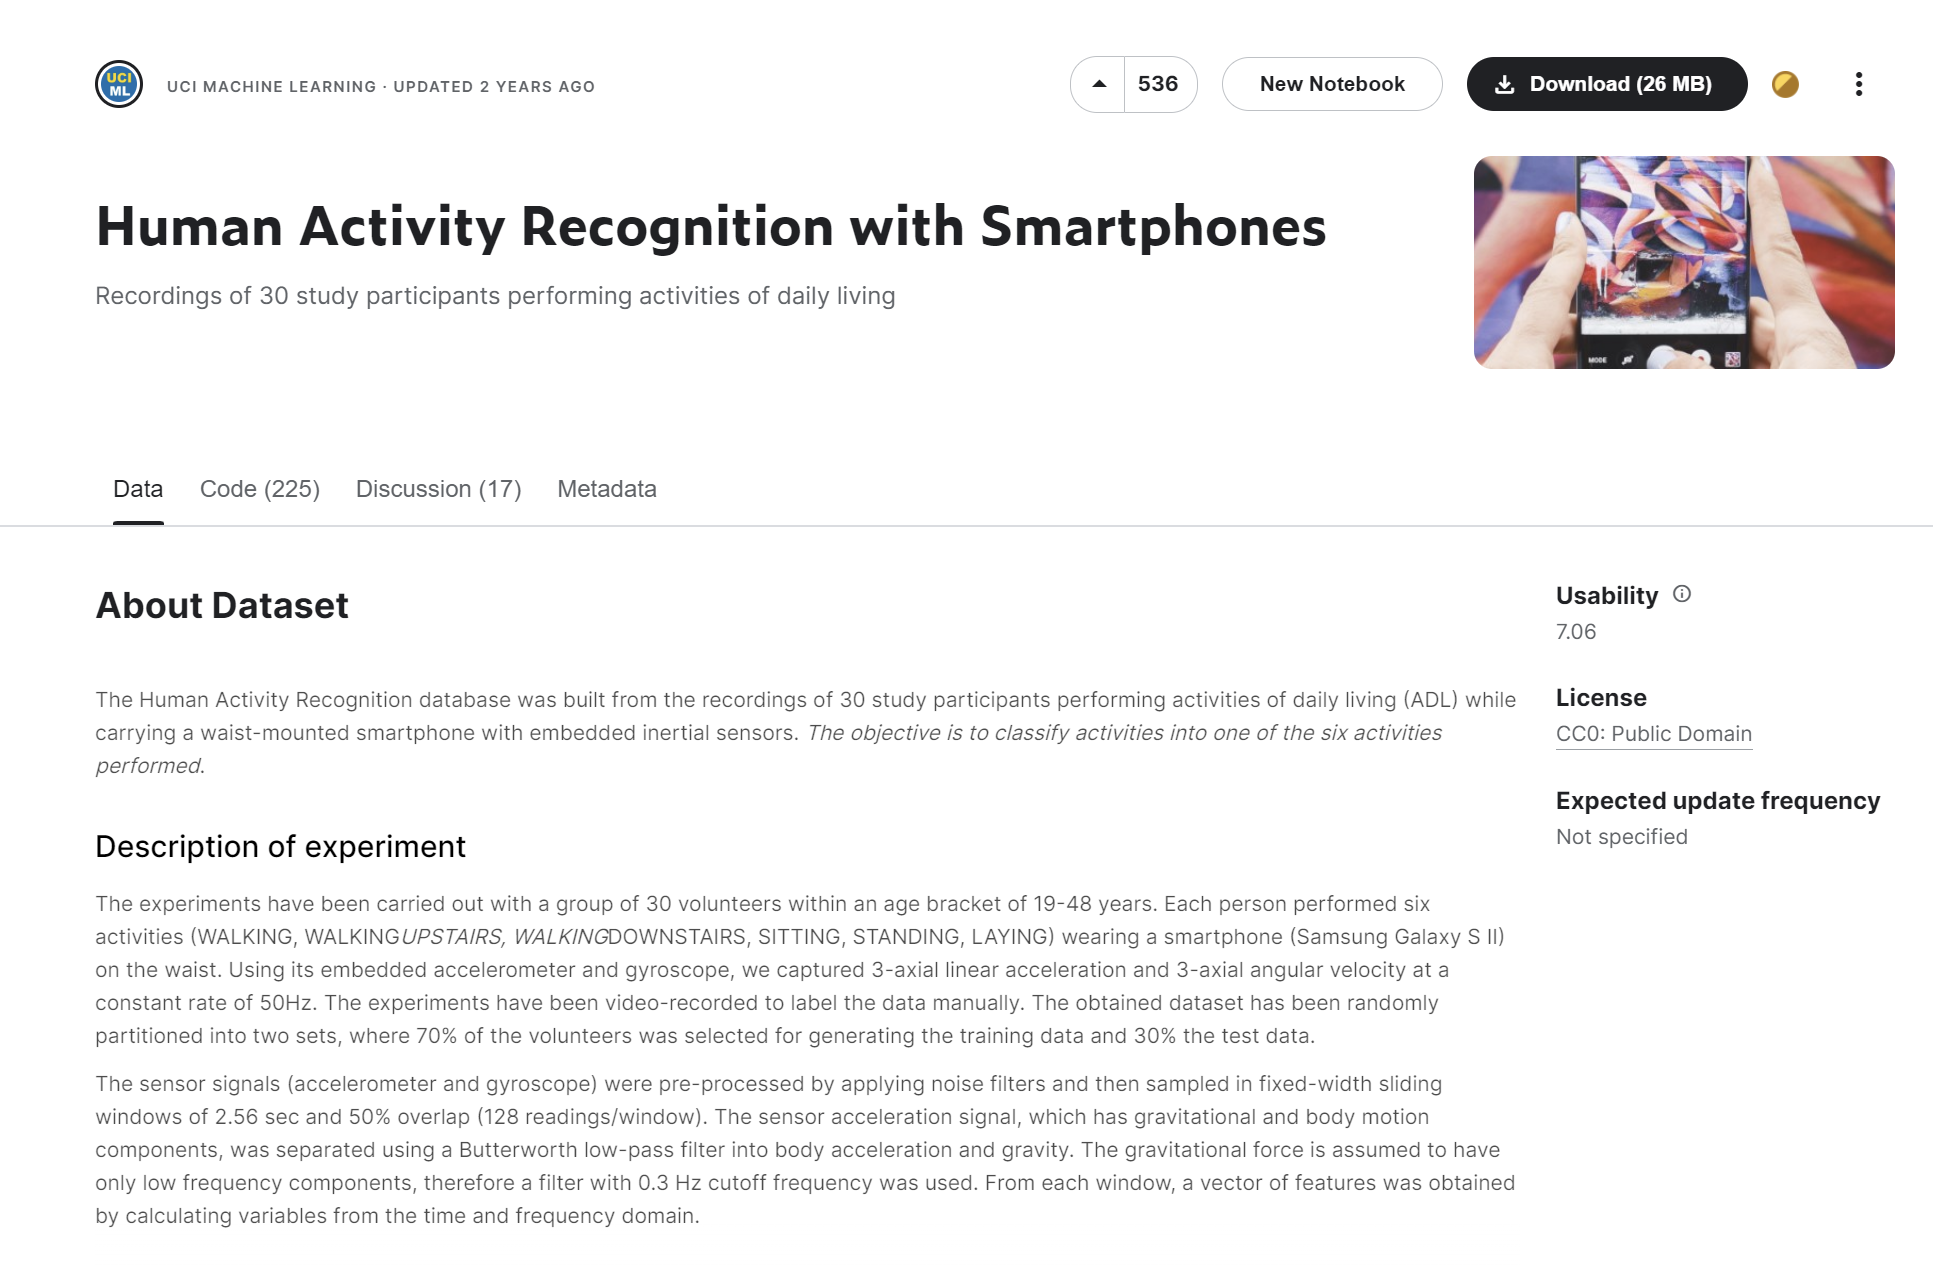 UCI
ML
UCI MACHINE LEARNING · UPDATED 2 YEARS AGO
536
New Notebook
Download (26 MB)
Human Activity Recognition with Smartphones
Recordings of 30 study participants performing activities of daily living
MODE
Data
Code (225)
Discussion (17)
Metadata
About Dataset
The Human Activity Recognition database was built from the recordings of 30 study participants performing activities of daily living (ADL) while
carrying a waist-mounted smartphone with embedded inertial sensors. The objective is to classify activities into one of the six activities
performed.
Description of experiment
The experiments have been carried out with a group of 30 volunteers within an age bracket of 19-48 years. Each person performed six
activities (WALKING, WALKINGUPSTAIRS, WALKINGDOWNSTAIRS, SITTING, STANDING, LAYING) wearing a smartphone (Samsung Galaxy S II)
on the waist. Using its embedded accelerometer and gyroscope, we captured 3-axial linear acceleration and 3-axial angular velocity at a
constant rate of 50Hz. The experiments have been video-recorded to label the data manually. The obtained dataset has been randomly
partitioned into two sets, where 70% of the volunteers was selected for generating the training data and 30% the test data.
The sensor signals (accelerometer and gyroscope) were pre-processed by applying noise filters and then sampled in fixed-width sliding
windows of 2.56 sec and 50% overlap (128 readings/window). The sensor acceleration signal, which has gravitational and body motion
components, was separated using a Butterworth low-pass filter into body acceleration and gravity. The gravitational force is assumed to have
only low frequency components, therefore a filter with 0.3 Hz cutoff frequency was used. From each window, a vector of features was obtained
by calculating variables from the time and frequency domain.
Usability
7.06
License
CC0: Public Domain
Expected update frequency
Not specified